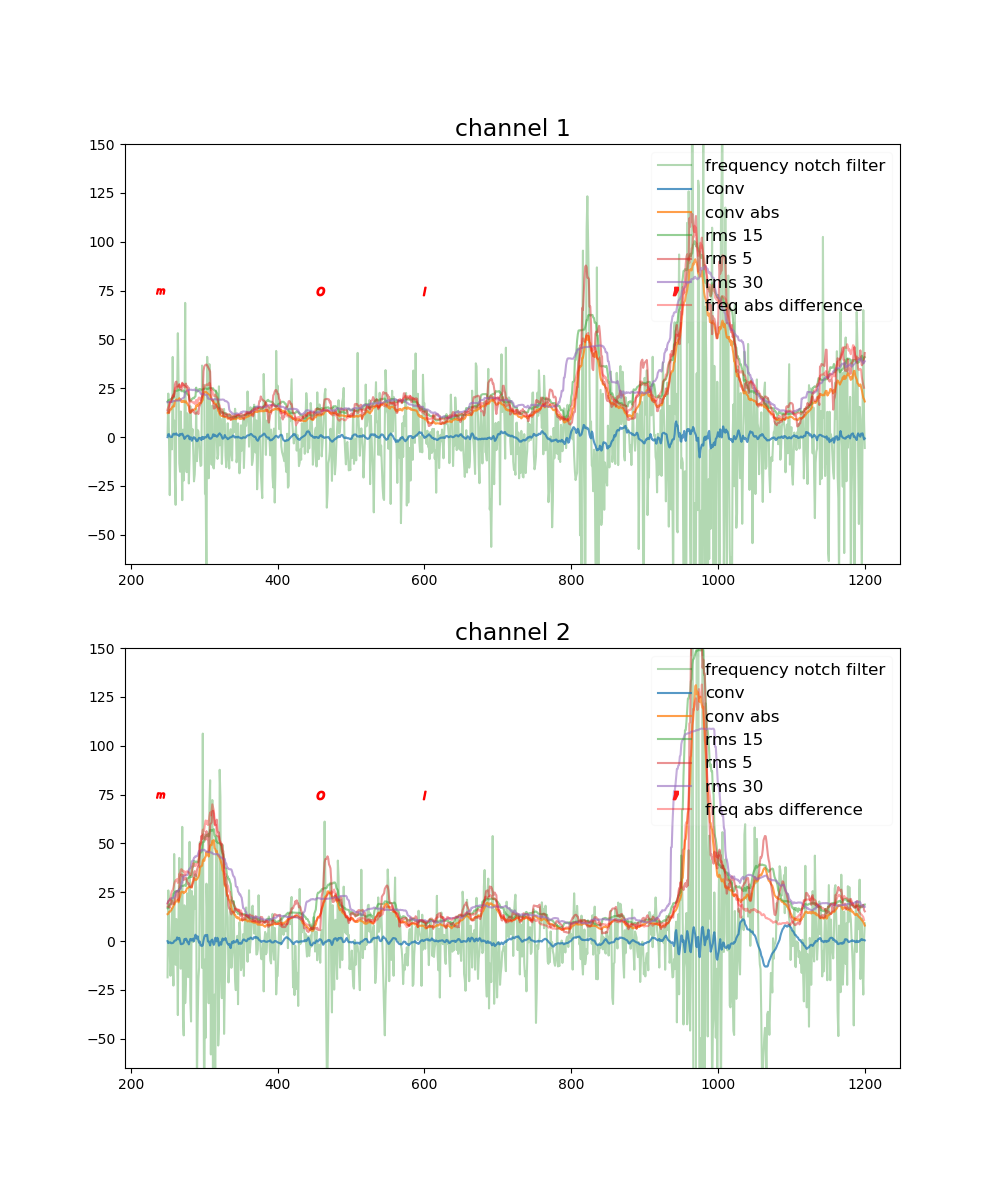 channel 1
150
125
100
75
50
25
0
−25
−50
frequency notch filter
conv
conv abs
rms 15
rms 5
rms 30
freq abs difference
m o l ,
200 400 600 800 1000 1200
channel 2
150
125
100
75
50
25
0
−25
−50
frequency notch filter
conv
conv abs
rms 15
rms 5
rms 30
freq abs difference
m o l ,
200 400 600 800 1000 1200